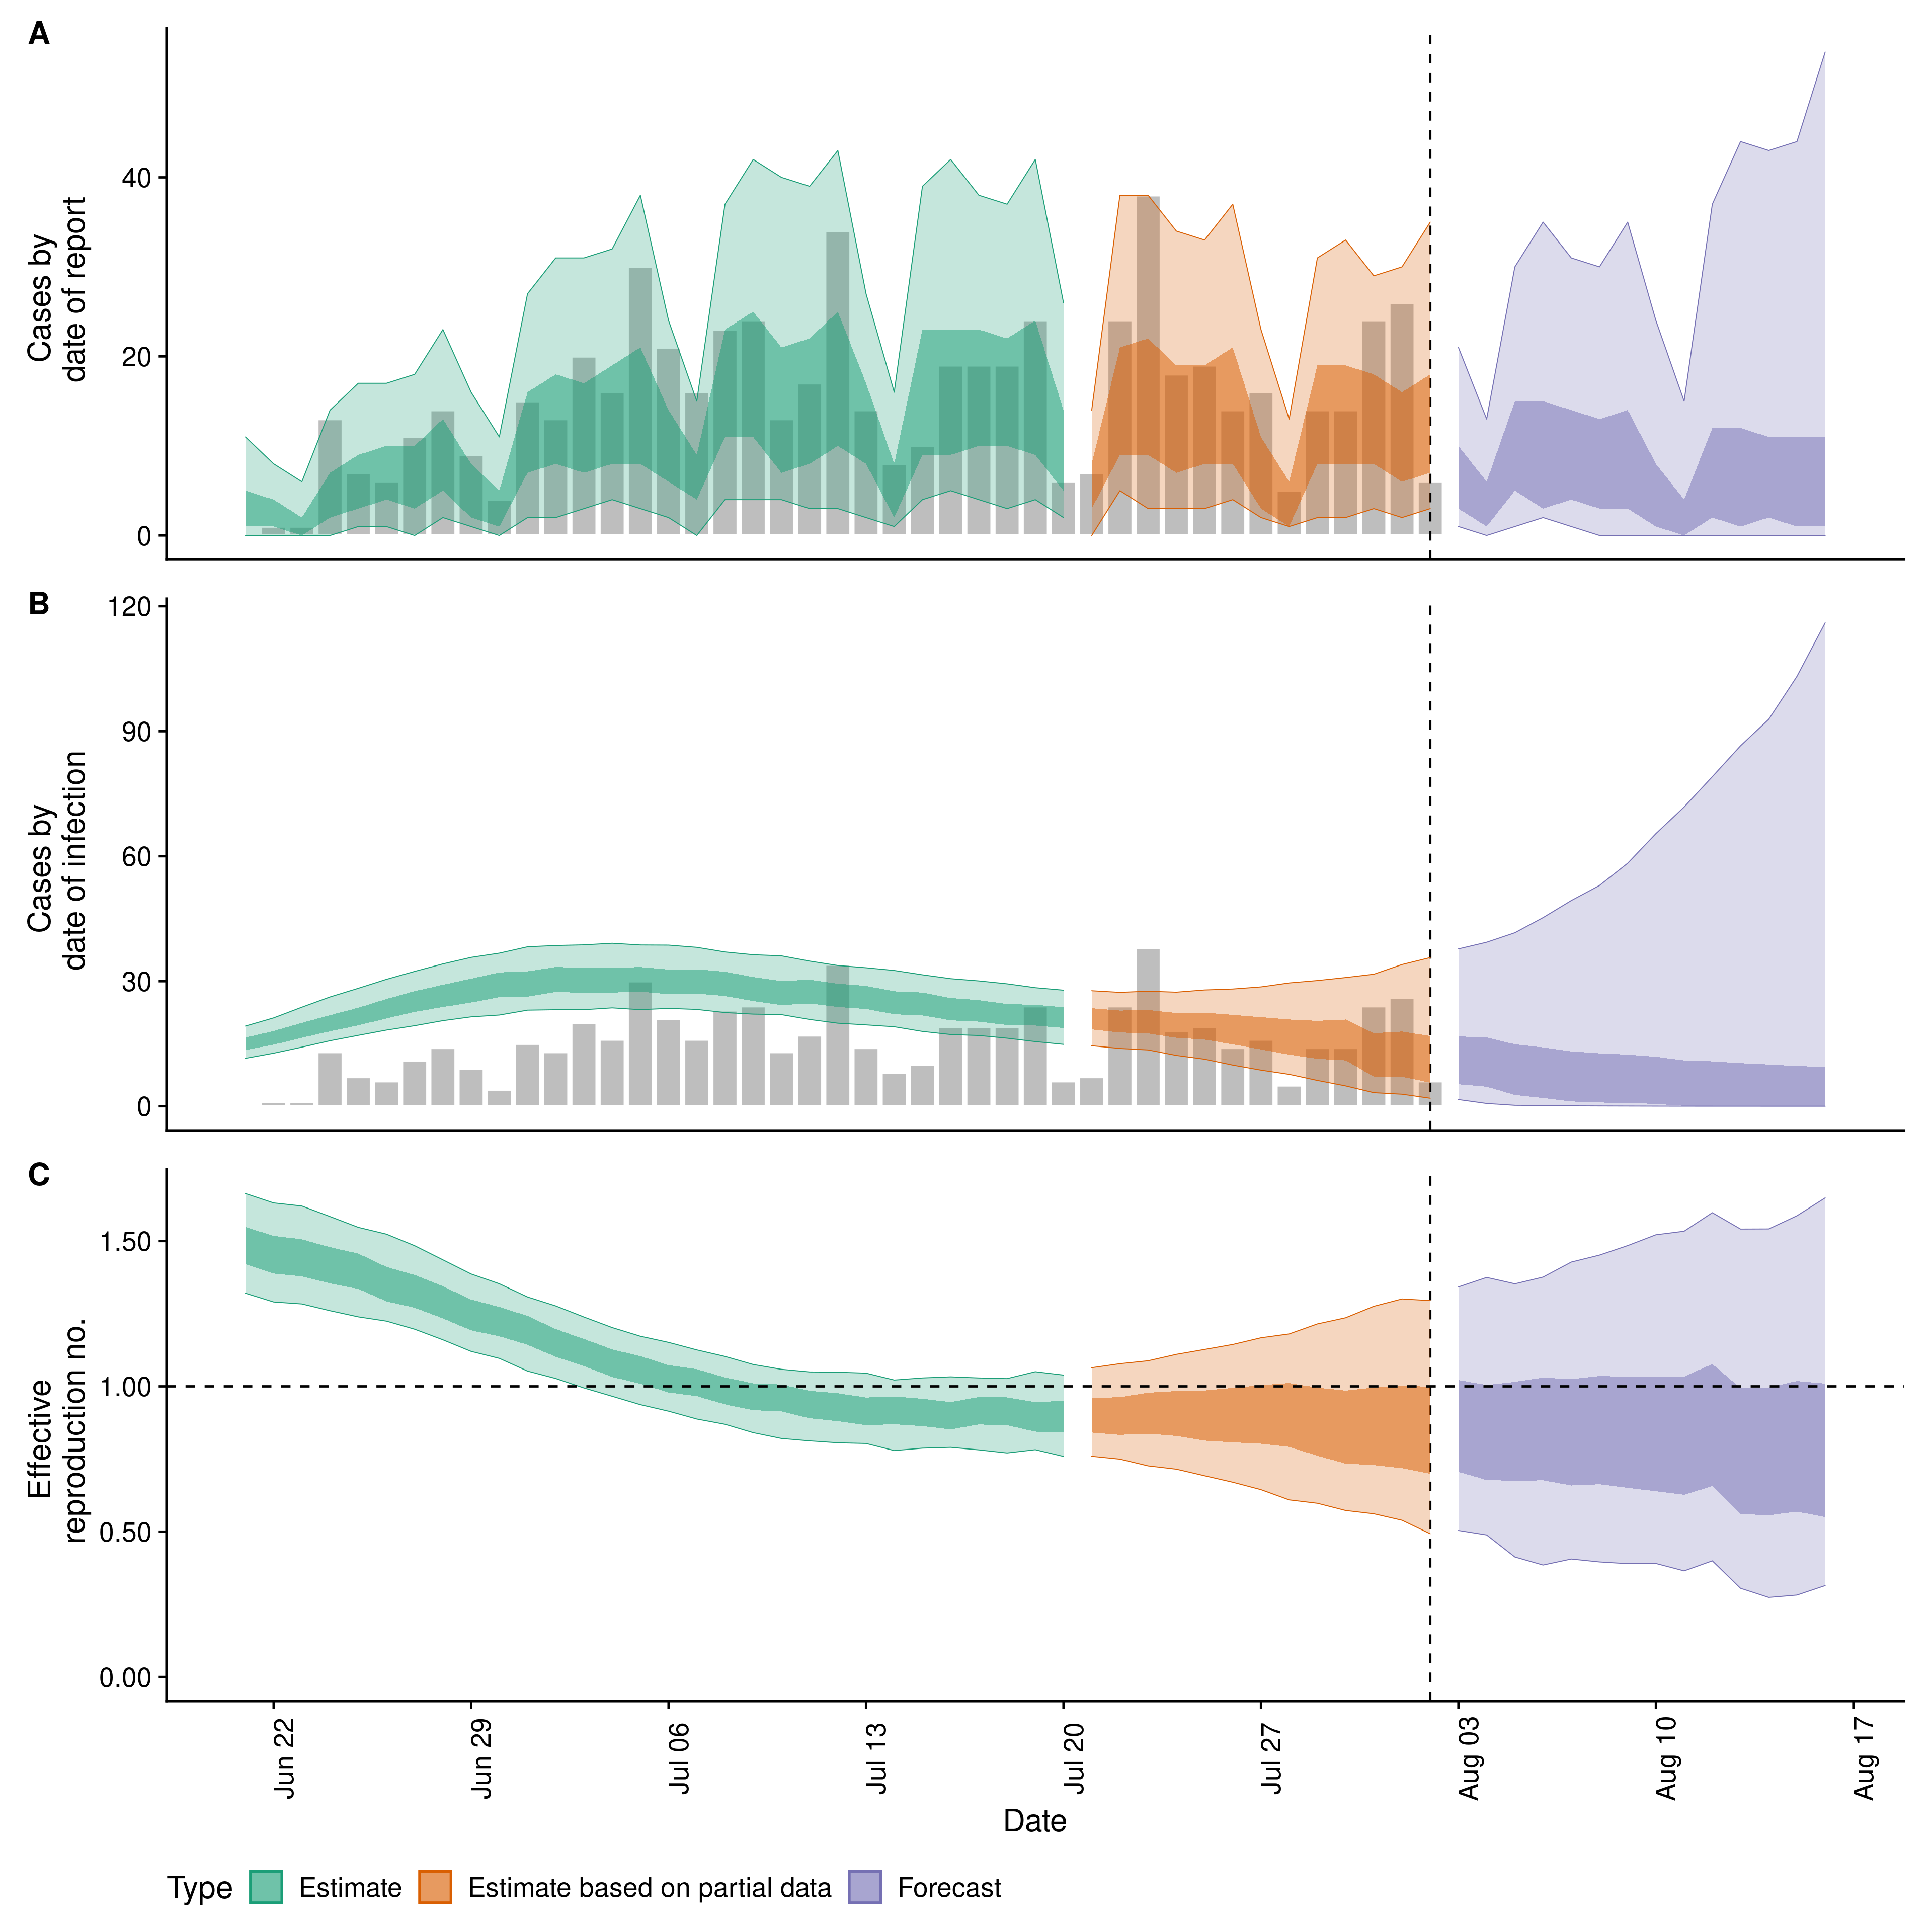 A
Cases by
date of report
40
20
0
B
Cases by
date of infection
120
90
60
30
0
C
Effective
reproduction no.
1.50
1.00
0.50
0.00
Jun 22
Jun 29
Jul 06
Jul 13
Jul 20
Jul 27
Aug 03
Aug 10
Aug 17
Date
Type Estimate Estimate based on partial data Forecast